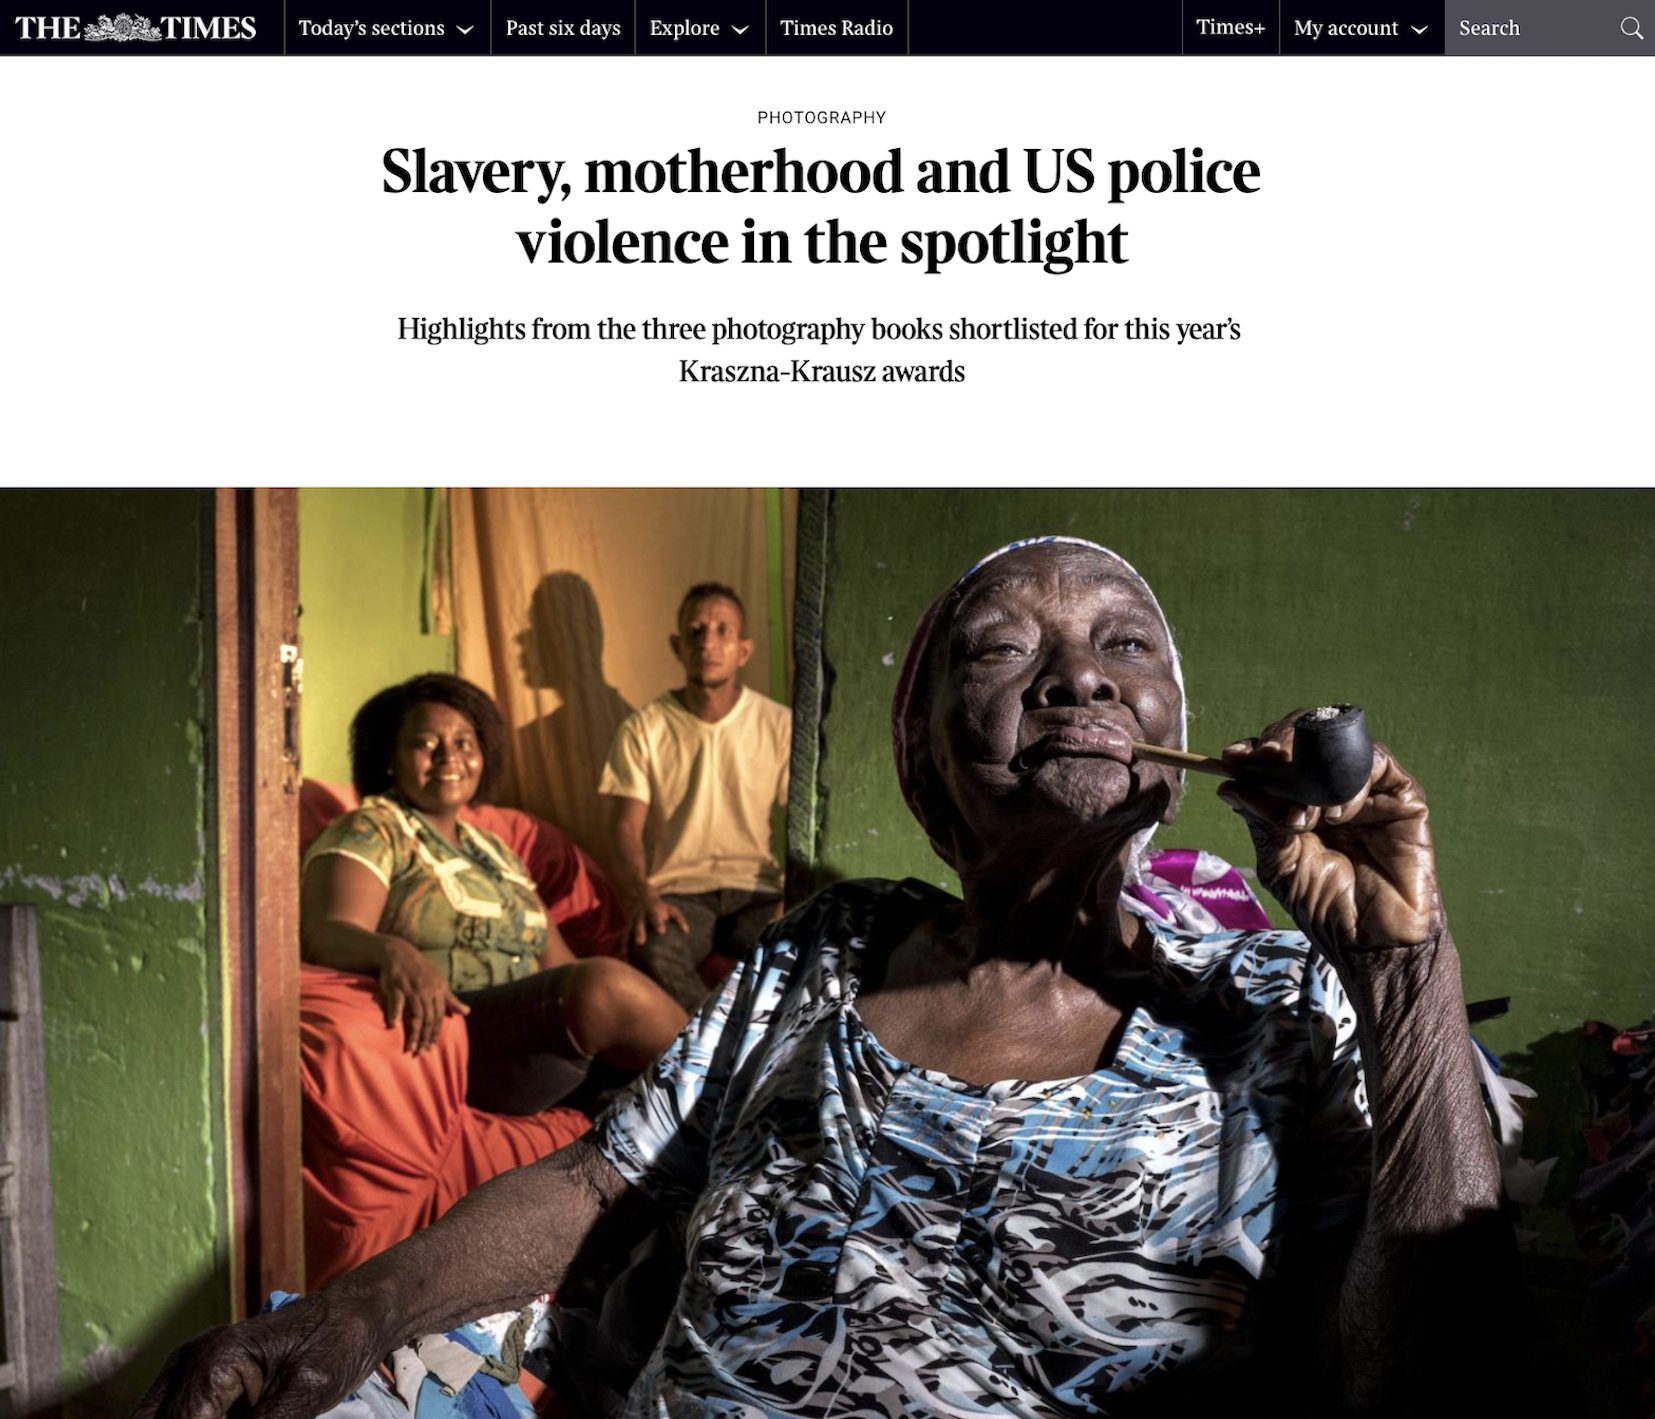 THE TIMES
Today’s sections
Past six days
Explore
Times Radio
Times+
My account
Search
PHOTOGRAPHY
Slavery, motherhood and US police
violence in the spotlight
Highlights from the three photography books shortlisted for this year’s
Kraszna-Krausz awards